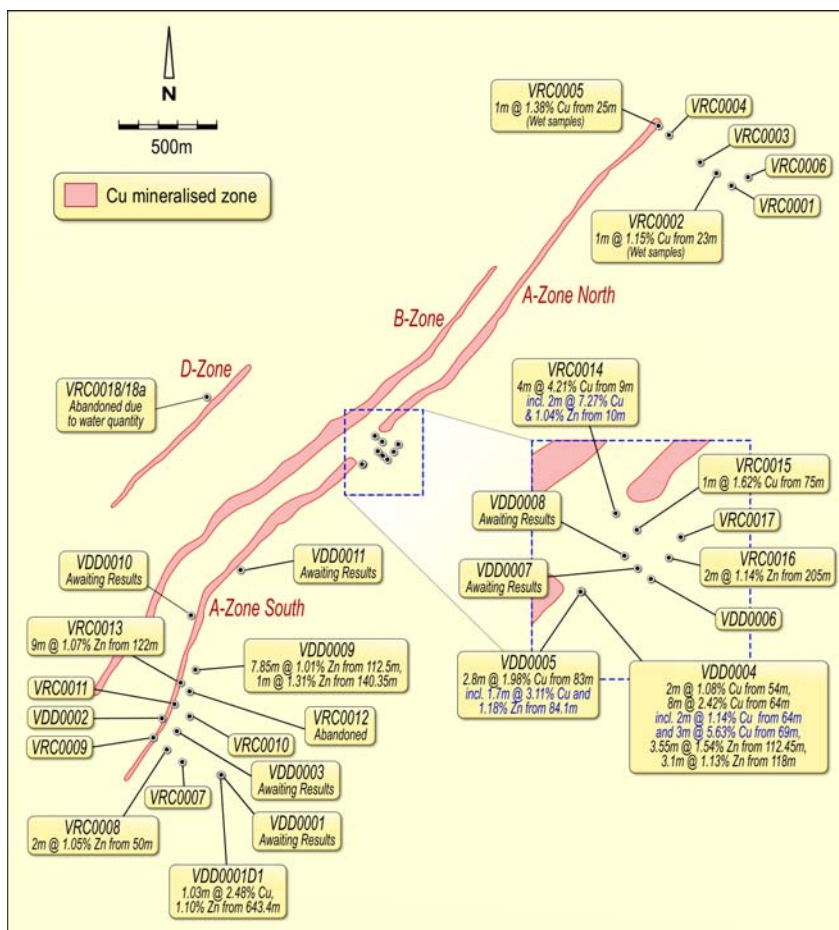 N
500m
Cu mineralised zone
VRC0005
1m @ 1.38% Cu from 25m
(Wet samples)
VRC0004
VRC0003
VRC0006
VRC0001
VRC0002
1m @ 1.15% Cu from 23m
(Wet samples)
A-Zone North
B-Zone
D-Zone
VRC0018/18a
Abandoned due
to water quantity
VRC0014
4m @ 4.21% Cu from 9m
incl. 2m @ 7.27% Cu
& 1.04% Zn from 10m
VRC0015
1m @ 1.62% Cu from 75m
VDD0008
Awaiting Results
VRC0017
VRC0016
2m @ 1.14% Zn from 205m
VDD0007
Awaiting Results
VDD0006
VDD0005
2.8m @ 1.98% Cu from 83m
incl. 1.7m @ 3.11% Cu and
1.18% Zn from 84.1m
VDD0004
2m @ 1.08% Cu from 54m,
8m @ 2.42% Cu from 64m
incl. 2m @ 1.14% Cu from 64m
and 3m @ 5.63% Cu from 69m,
3.55m @ 1.54% Zn from 112.45m,
3.1m @ 1.13% Zn from 118m
VDD0010
Awaiting Results
VDD0011
Awaiting Results
A-Zone South
VRC0013
9m @ 1.07% Zn from 122m
VDD0009
7.85m @ 1.01% Zn from 112.5m,
1m @ 1.31% Zn from 140.35m
VRC0011
VRC0012
Abandoned
VDD0002
VRC0010
VRC0009
VDD0003
Awaiting Results
VRC0007
VDD0001
Awaiting Results
VRC0008
2m @ 1.05% Zn from 50m
VDD0001D1
1.03m @ 2.48% Cu,
1.10% Zn from 643.4m